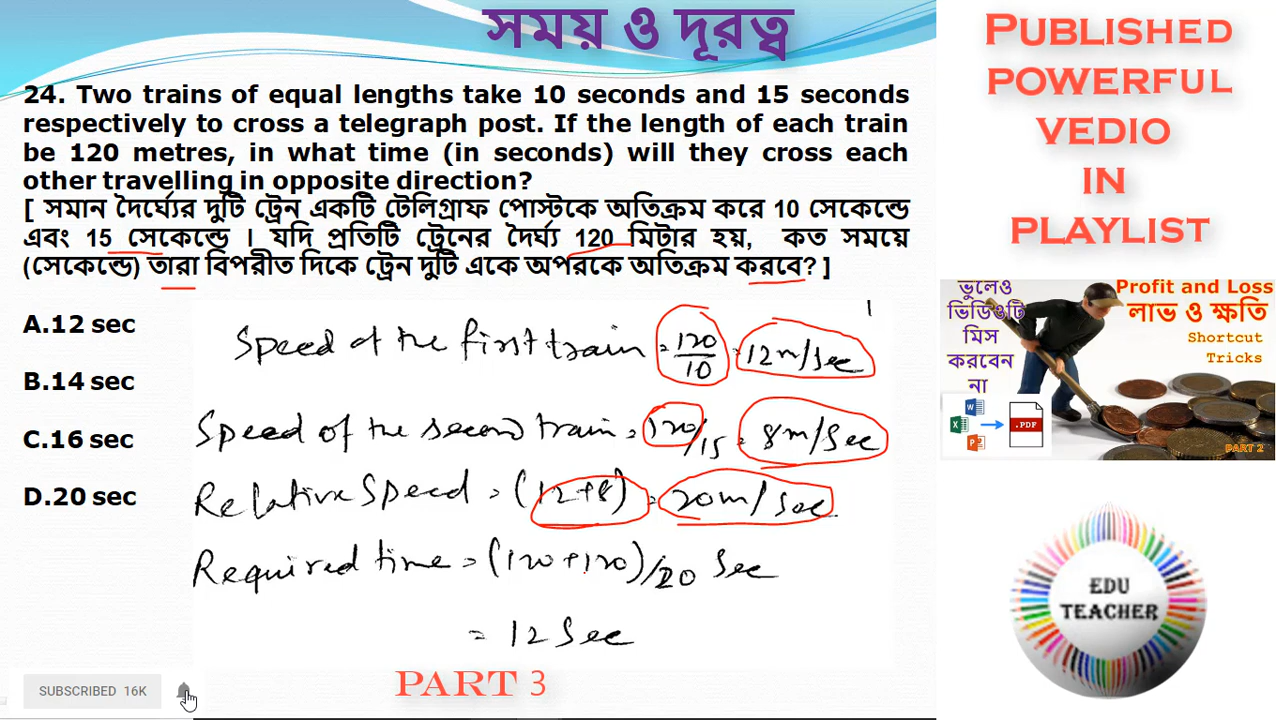 সময় ও দূরত্ব
24. Two trains of equal lengths take 10 seconds and 15 seconds
respectively to cross a telegraph post. If the length of each train
be 120 metres, in what time (in seconds) will they cross each
other travelling in opposite direction?
[ সমান দৈর্ঘ্যের দুটি ট্রেন একটি টেলিগ্রাফ পোস্টকে অতিক্রম করে 10 সেকেন্ডে
এবং 15 সেকেন্ডে । যদি প্রতিটি ট্রেনের দৈর্ঘ্য 120 মিটার হয়, কত সময়ে
(সেকেন্ডে) তারা বিপরীত দিকে ট্রেন দুটি একে অপরকে অতিক্রম করবে? ]
A.12 sec
B.14 sec
C.16 sec
D.20 sec
Speed of the first train = 120/10 = 12m/sec
Speed of the second train = 120/15 = 8m/sec
Relative Speed = (12+8) = 20m/sec
Required time = (120+120)/20 Sec
= 12 Sec
PART 3
SUBSCRIBED 16K
PUBLISHED
POWERFUL
VEDIO
IN
PLAYLIST
ভুলেও
ভিডিওটি
মিস
করবেন
না
Profit and Loss
লাভ ও ক্ষতি
Shortcut
Tricks
.PDF
PART 2
EDU
TEACHER